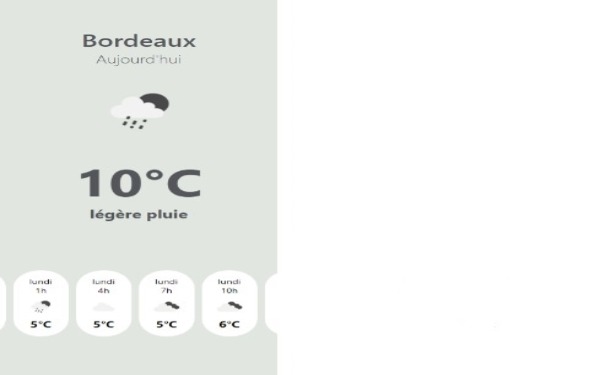 Bordeaux
Aujourd'hui
10°C
légère pluie
lundi
1h
5°C
lundi
4h
5°C
lundi
7h
5°C
lundi
10h
6°C